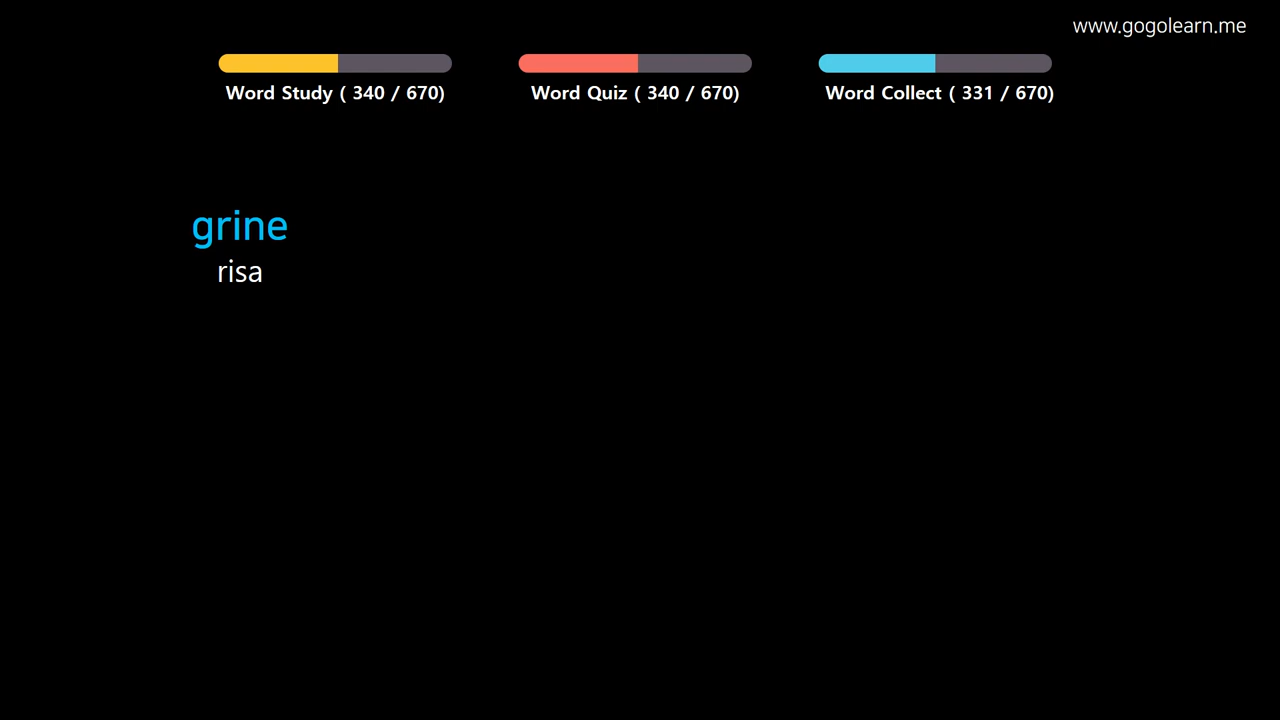 www.gogolearn.me
Word Study ( 340 / 670)
Word Quiz ( 340 / 670)
Word Collect ( 331 / 670)
grine
risa